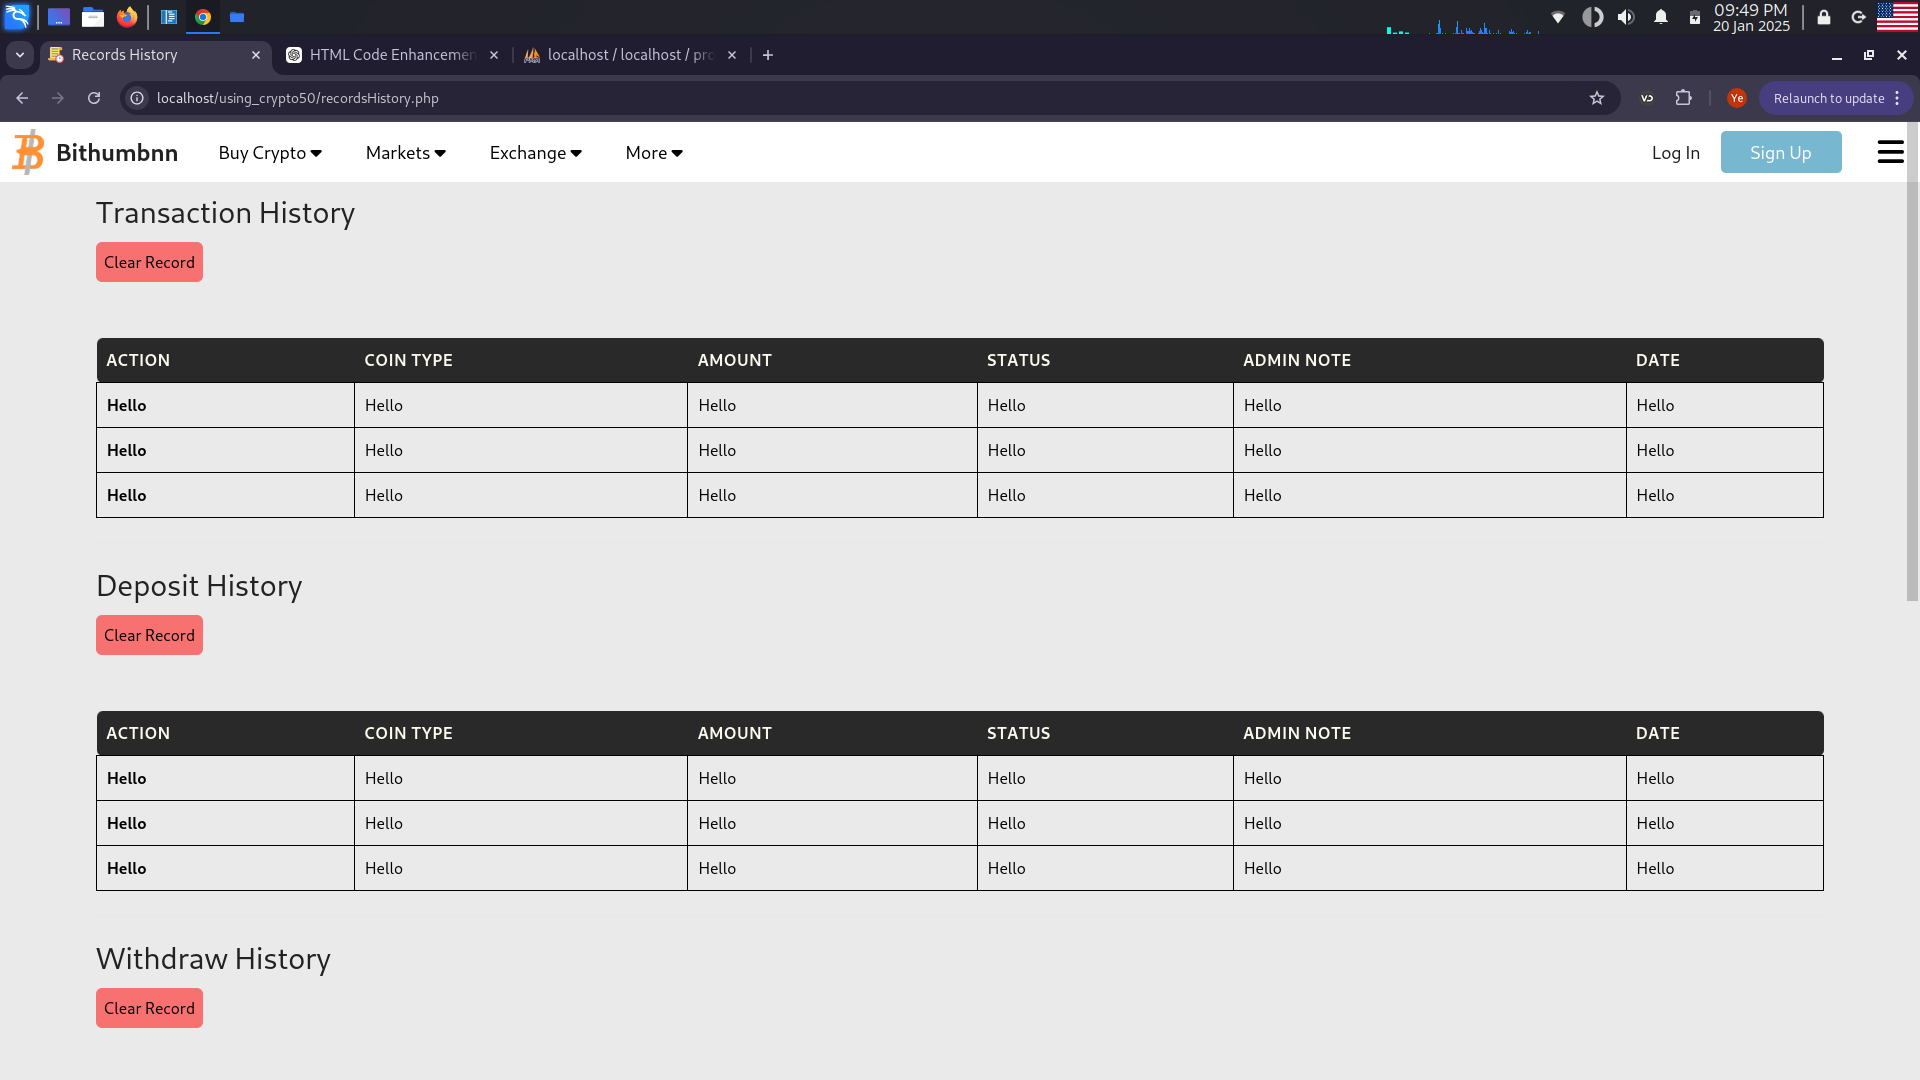 09:49 PM
20 Jan 2025
Records History
HTML Code Enhancemen
localhost / localhost / pro
localhost/using_crypto50/recordsHistory.php
Ye
Relaunch to update
Bithumbnn
Buy Crypto
Markets
Exchange
More
Log In
Sign Up
Transaction History
Clear Record
ACTION COIN TYPE AMOUNT STATUS ADMIN NOTE DATE
Hello Hello Hello Hello Hello Hello
Hello Hello Hello Hello Hello Hello
Hello Hello Hello Hello Hello Hello
Deposit History
Clear Record
ACTION COIN TYPE AMOUNT STATUS ADMIN NOTE DATE
Hello Hello Hello Hello Hello Hello
Hello Hello Hello Hello Hello Hello
Hello Hello Hello Hello Hello Hello
Withdraw History
Clear Record